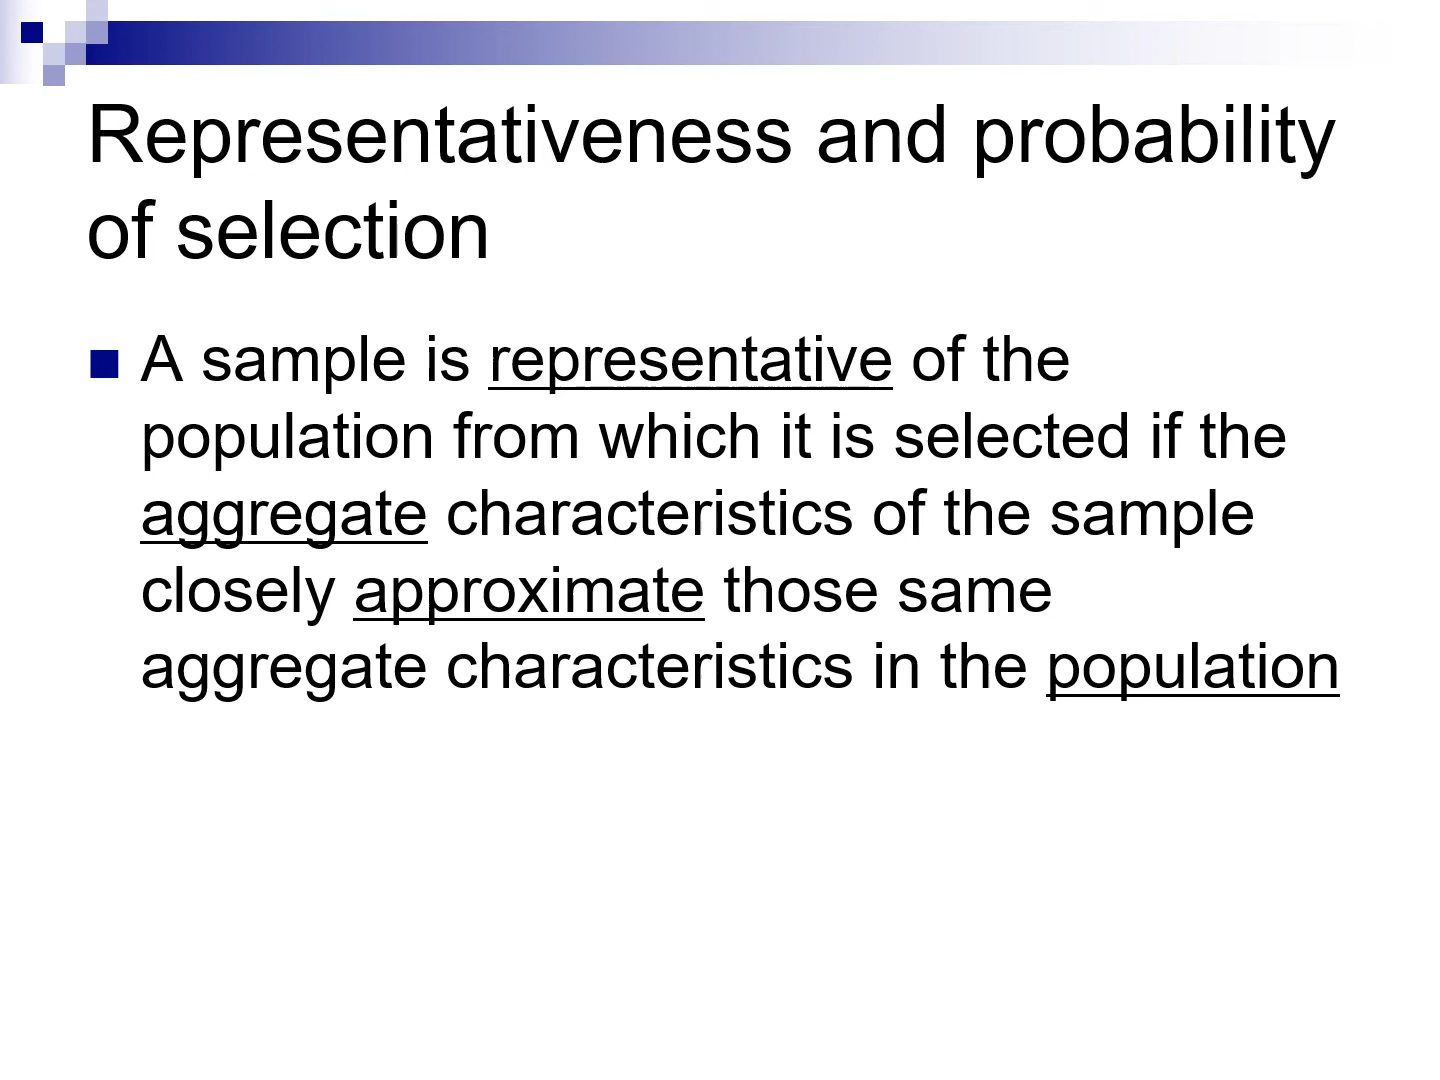 Representativeness and probability
of selection
A sample is representative of the
population from which it is selected if the
aggregate characteristics of the sample
closely approximate those same
aggregate characteristics in the population